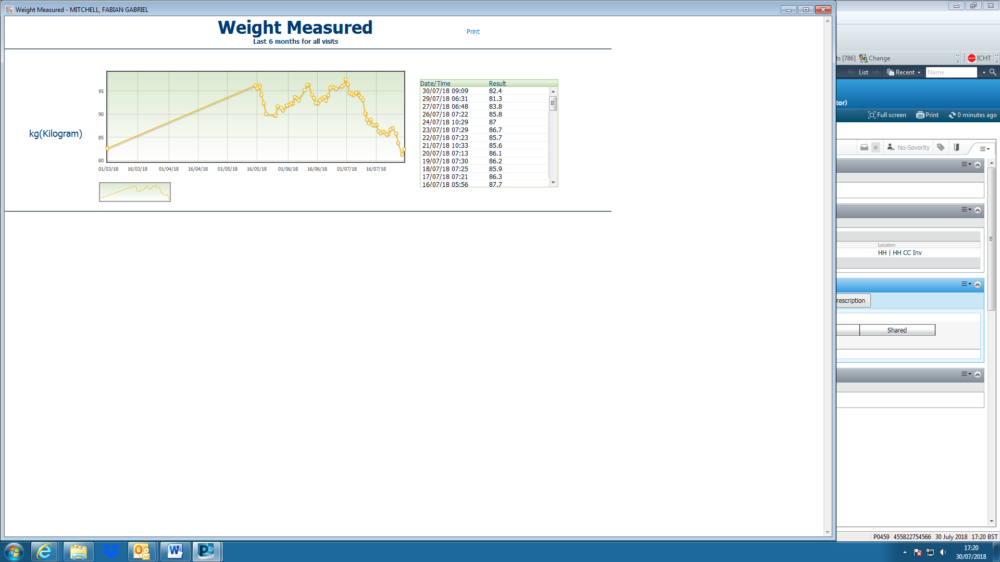 Weight Measured - MITCHELL, FABIAN GABRIEL
Weight Measured
Print
Last 6 months for all visits
kg(Kilogram)
95
90
85
80
01/03/18 16/03/18 01/04/18 16/04/18 01/05/18 16/05/18 01/06/18 16/06/18 01/07/18 16/07/18
Date/Time Result
30/07/18 09:09 82.4
29/07/18 06:31 81.3
27/07/18 06:48 83.8
26/07/18 07:22 85.8
24/07/18 10:29 87
23/07/18 07:29 86.7
22/07/18 07:23 85.7
21/07/18 10:33 85.6
20/07/18 07:13 86.1
19/07/18 07:30 86.2
18/07/18 07:25 85.9
17/07/18 07:21 86.3
16/07/18 05:56 87.7
ts [786] Change ICHT
List Recent Name
tor)
Full screen Print 0 minutes ago
0 No-Severity
Location
HH | HH CC Inv
rescription
Shared
P0459 455822754566 30 July 2018 17:20 BST
17:20
30/07/2018